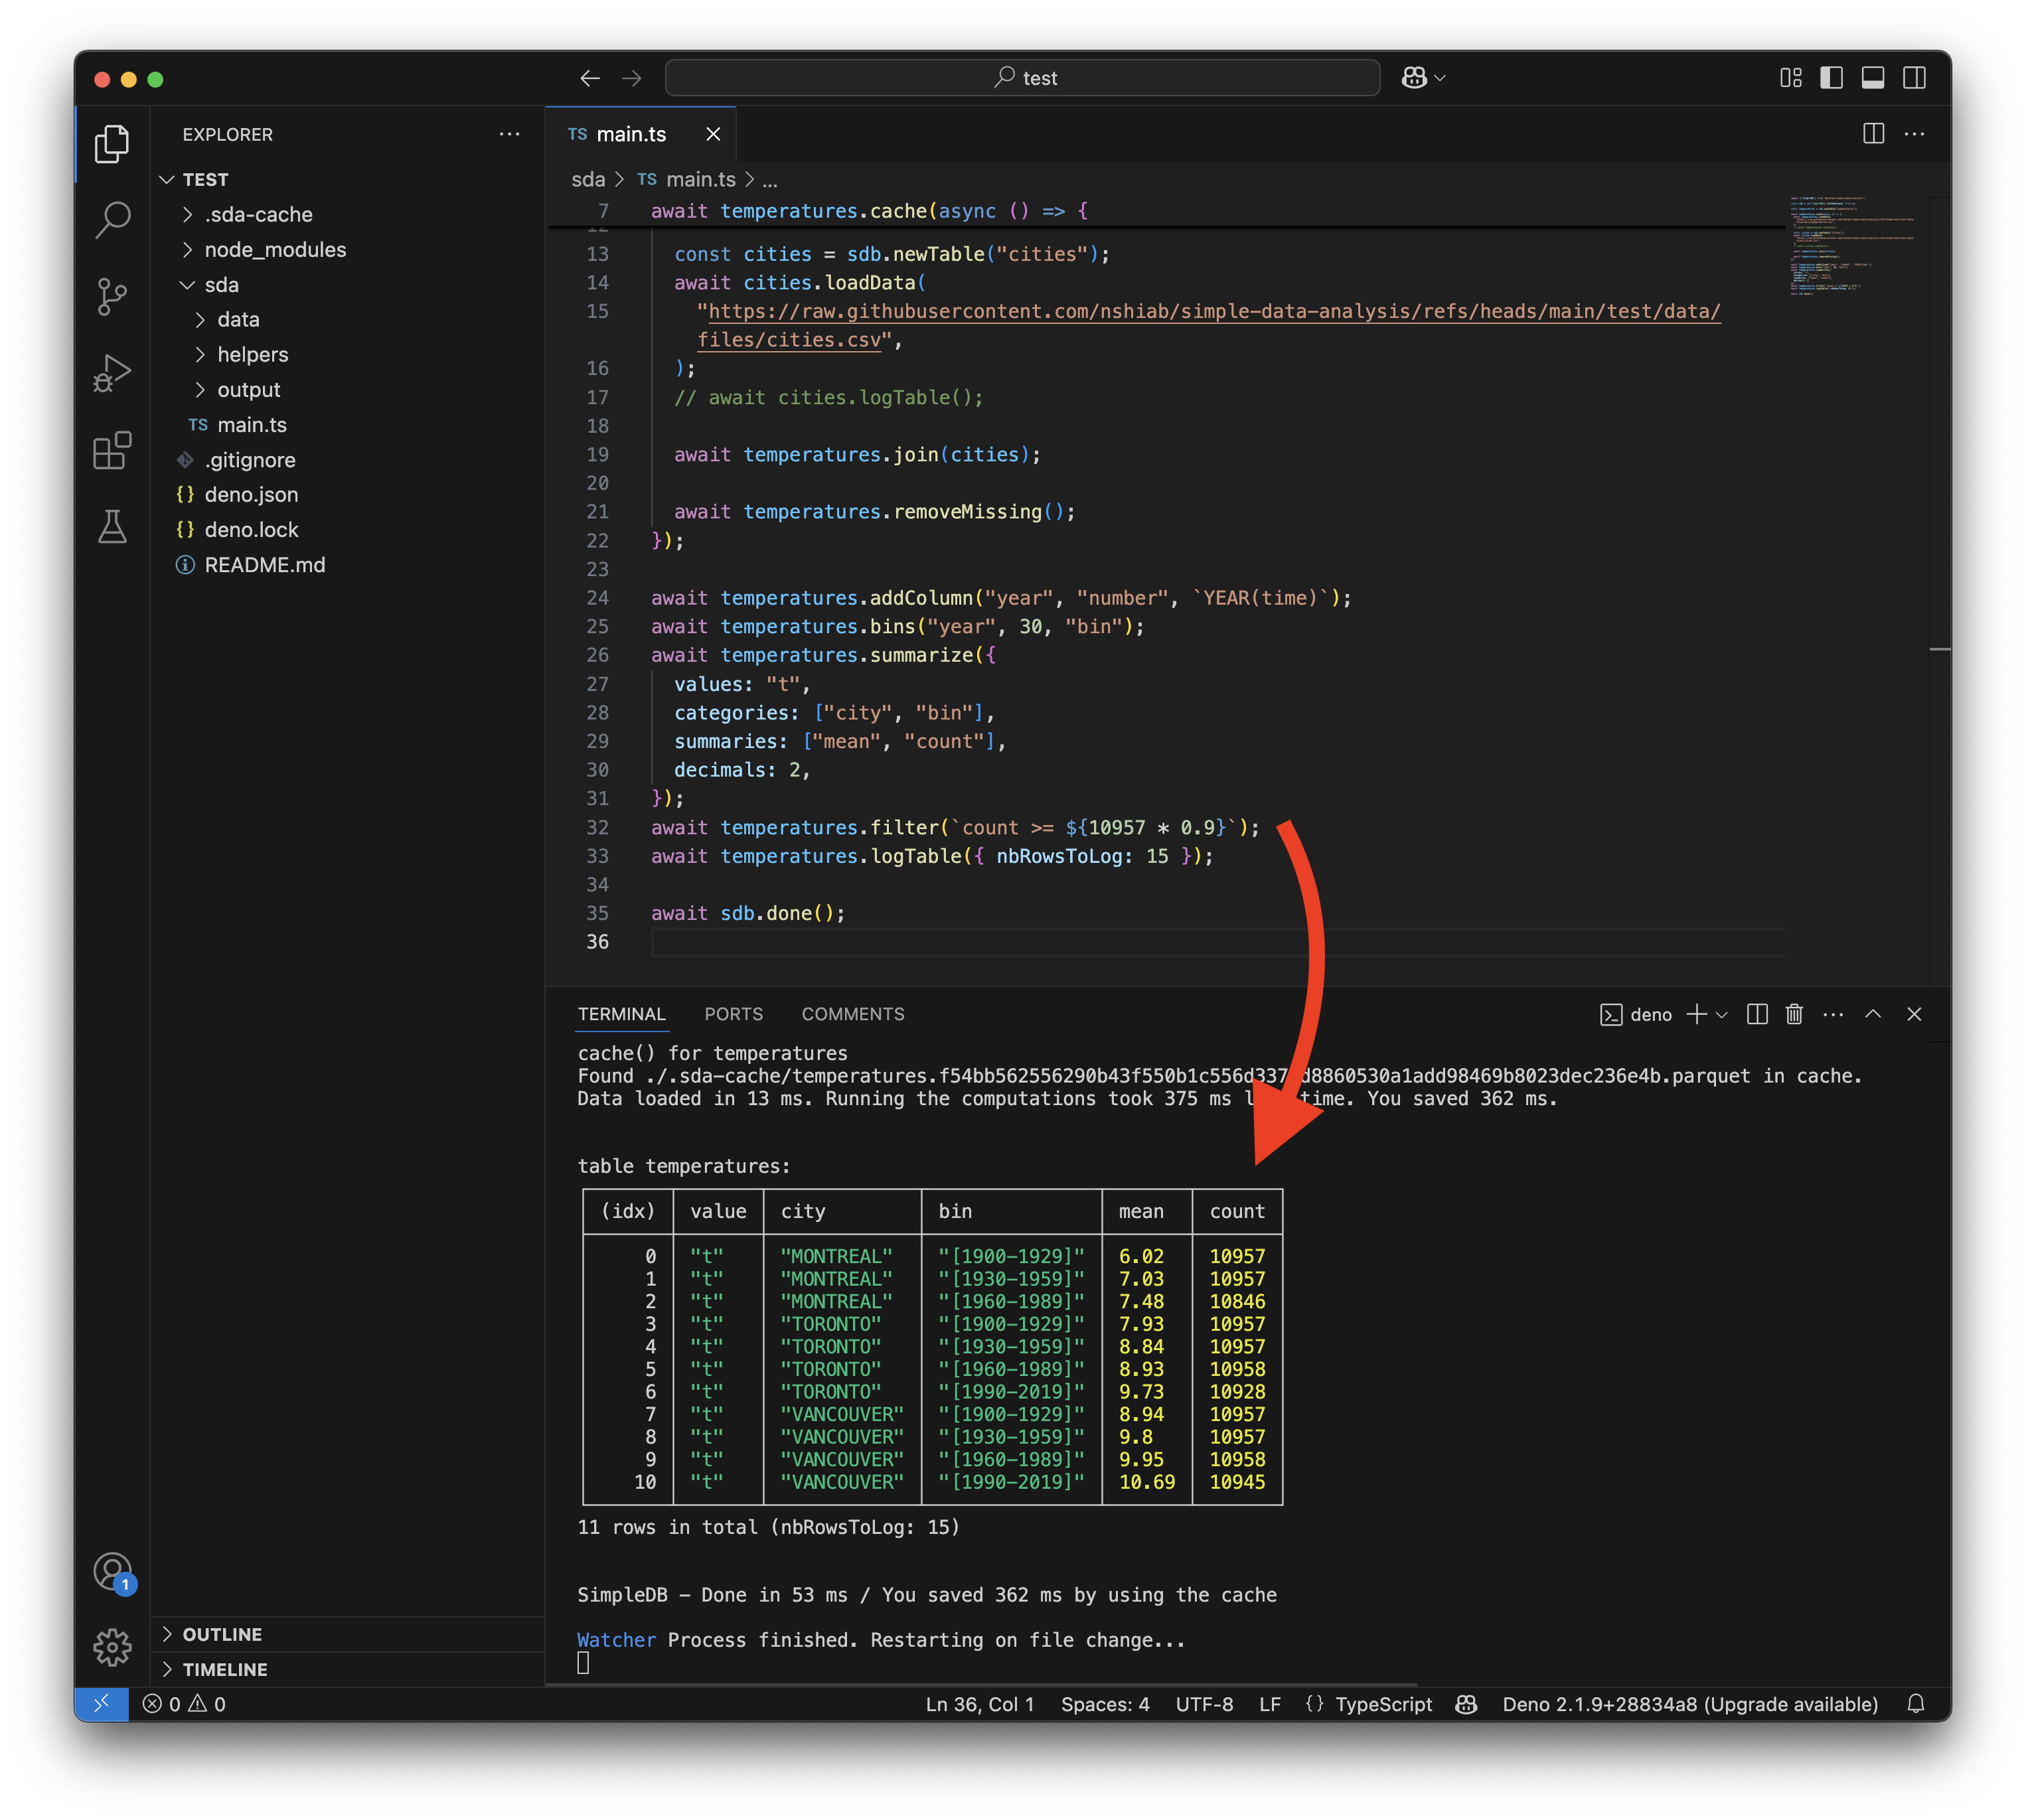 test
EXPLORER
TEST
.sda-cache
node_modules
sda
data
helpers
output
TS main.ts
.gitignore
{} deno.json
{} deno.lock
README.md
OUTLINE
TIMELINE
1
TS main.ts
sda > TS main.ts > ...
7 await temperatures.cache(async () => {
12
13 const cities = sdb.newTable("cities");
14 await cities.loadData(
15 "https://raw.githubusercontent.com/nshiab/simple-data-analysis/refs/heads/main/test/data/
files/cities.csv",
16 );
17 // await cities.logTable();
18
19 await temperatures.join(cities);
20
21 await temperatures.removeMissing();
22 });
23
24 await temperatures.addColumn("year", "number", `YEAR(time)`);
25 await temperatures.bins("year", 30, "bin");
26 await temperatures.summarize({
27 values: "t",
28 categories: ["city", "bin"],
29 summaries: ["mean", "count"],
30 decimals: 2,
31 });
32 await temperatures.filter(`count >= ${10957 * 0.9}`);
33 await temperatures.logTable({ nbRowsToLog: 15 });
34
35 await sdb.done();
36
TERMINAL PORTS COMMENTS deno
cache() for temperatures
Found ./.sda-cache/temperatures.f54bb562556290b43f550b1c556d337 d8860530a1add98469b8023dec236e4b.parquet in cache.
Data loaded in 13 ms. Running the computations took 375 ms time. You saved 362 ms.
table temperatures:
(idx) value city bin mean count
0 "t" "MONTREAL" "[1900-1929]" 6.02 10957
1 "t" "MONTREAL" "[1930-1959]" 7.03 10957
2 "t" "MONTREAL" "[1960-1989]" 7.48 10846
3 "t" "TORONTO" "[1900-1929]" 7.93 10957
4 "t" "TORONTO" "[1930-1959]" 8.84 10957
5 "t" "TORONTO" "[1960-1989]" 8.93 10958
6 "t" "TORONTO" "[1990-2019]" 9.73 10928
7 "t" "VANCOUVER" "[1900-1929]" 8.94 10957
8 "t" "VANCOUVER" "[1930-1959]" 9.8 10957
9 "t" "VANCOUVER" "[1960-1989]" 9.95 10958
10 "t" "VANCOUVER" "[1990-2019]" 10.69 10945
11 rows in total (nbRowsToLog: 15)
SimpleDB - Done in 53 ms / You saved 362 ms by using the cache
Watcher Process finished. Restarting on file change...
0 0 Ln 36, Col 1 Spaces: 4 UTF-8 LF {} TypeScript Deno 2.1.9+28834a8 (Upgrade available)